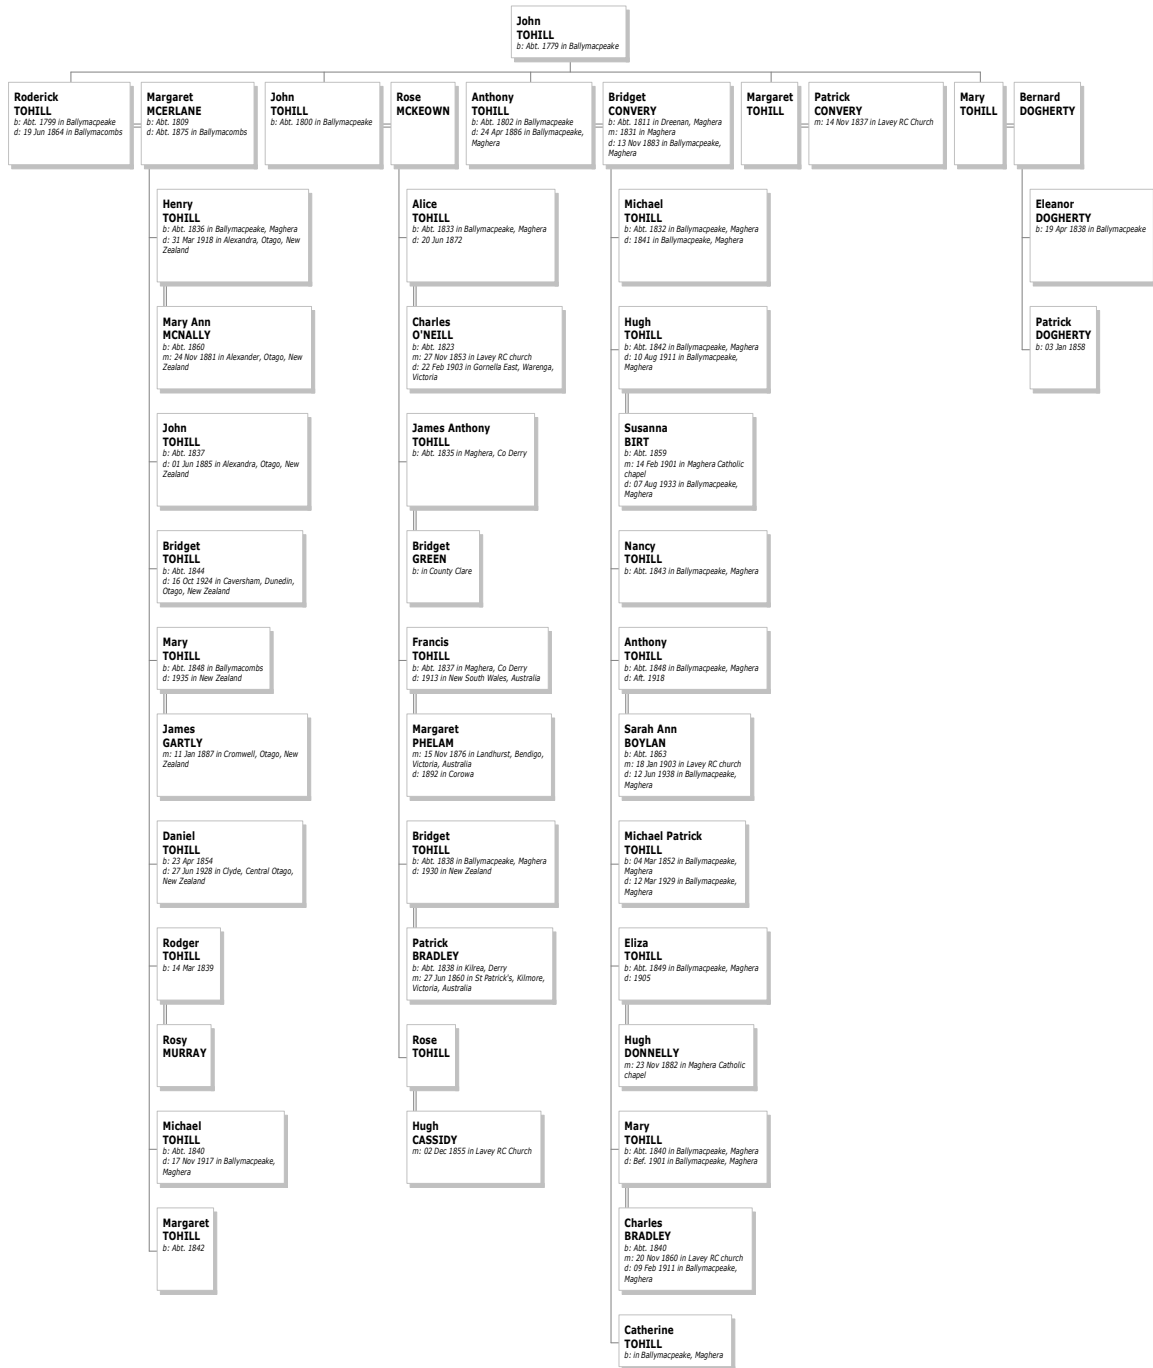 John
TOHILL
b: Abt. 1779 in Ballymacpeake
Roderick
TOHILL
b: Abt. 1799 in Ballymacpeake
d: 19 Jun 1864 in Ballymacombs
Margaret
MCERLANE
b: Abt. 1809
d: Abt. 1875 in Ballymacombs
John
TOHILL
b: Abt. 1800 in Ballymacpeake
Rose
MCKEOWN
Anthony
TOHILL
b: Abt. 1802 in Ballymacpeake
d: 24 Apr 1886 in Ballymacpeake,
Maghera
Bridget
CONVERY
b: Abt. 1811 in Dreenan, Maghera
m: 1831 in Maghera
d: 13 Nov 1883 in Ballymacpeake,
Maghera
Margaret
TOHILL
Patrick
CONVERY
m: 14 Nov 1837 in Lavey RC Church
Mary
TOHILL
Bernard
DOGHERTY
Henry
TOHILL
b: Abt. 1836 in Ballymacpeake, Maghera
d: 31 Mar 1918 in Alexandra, Otago, New
Zealand
Mary Ann
MCNALLY
b: Abt. 1860
m: 24 Nov 1881 in Alexander, Otago, New
Zealand
John
TOHILL
b: Abt. 1837
d: 01 Jun 1885 in Alexandra, Otago, New
Zealand
Bridget
TOHILL
b: Abt. 1844
d: 16 Oct 1924 in Caversham, Dunedin,
Otago, New Zealand
Mary
TOHILL
b: Abt. 1848 in Ballymacombs
d: 1935 in New Zealand
James
GARTLY
m: 11 Jan 1887 in Cromwell, Otago, New
Zealand
Daniel
TOHILL
b: 23 Apr 1854
d: 27 Jun 1928 in Clyde, Central Otago,
New Zealand
Rodger
TOHILL
b: 14 Mar 1839
Rosy
MURRAY
Michael
TOHILL
b: Abt. 1840
d: 17 Nov 1917 in Ballymacpeake,
Maghera
Margaret
TOHILL
b: Abt. 1842
Alice
TOHILL
b: Abt. 1833 in Ballymacpeake, Maghera
d: 20 Jun 1872
Charles
O'NEILL
b: Abt. 1823
m: 27 Nov 1853 in Lavey RC church
d: 22 Feb 1903 in Gornella East, Warenga,
Victoria
James Anthony
TOHILL
b: Abt. 1835 in Maghera, Co Derry
Bridget
GREEN
b: in County Clare
Francis
TOHILL
b: Abt. 1837 in Maghera, Co Derry
d: 1913 in New South Wales, Australia
Margaret
PHELAM
m: 15 Nov 1876 in Landhurst, Bendigo,
Victoria, Australia
d: 1892 in Corowa
Bridget
TOHILL
b: Abt. 1838 in Ballymacpeake, Maghera
d: 1930 in New Zealand
Patrick
BRADLEY
b: Abt. 1838 in Kilrea, Derry
m: 27 Jun 1860 in St Patrick's, Kilmore,
Victoria, Australia
Rose
TOHILL
Hugh
CASSIDY
m: 02 Dec 1855 in Lavey RC Church
Michael
TOHILL
b: Abt. 1832 in Ballymacpeake, Maghera
d: 1841 in Ballymacpeake, Maghera
Hugh
TOHILL
b: Abt. 1842 in Ballymacpeake, Maghera
d: 10 Aug 1911 in Ballymacpeake,
Maghera
Susanna
BIRT
b: Abt. 1859
m: 14 Feb 1901 in Maghera Catholic
chapel
d: 07 Aug 1933 in Ballymacpeake,
Maghera
Nancy
TOHILL
b: Abt. 1843 in Ballymacpeake, Maghera
Anthony
TOHILL
b: Abt. 1848 in Ballymacpeake, Maghera
d: Aft. 1918
Sarah Ann
BOYLAN
b: Abt. 1863
m: 18 Jan 1903 in Lavey RC church
d: 12 Jun 1938 in Ballymacpeake,
Maghera
Michael Patrick
TOHILL
b: 04 Mar 1852 in Ballymacpeake,
Maghera
d: 12 Mar 1929 in Ballymacpeake,
Maghera
Eliza
TOHILL
b: Abt. 1849 in Ballymacpeake, Maghera
d: 1905
Hugh
DONNELLY
m: 23 Nov 1882 in Maghera Catholic
chapel
Mary
TOHILL
b: Abt. 1840 in Ballymacpeake, Maghera
d: Bef. 1901 in Ballymacpeake, Maghera
Charles
BRADLEY
b: Abt. 1840
m: 20 Nov 1860 in Lavey RC church
d: 09 Feb 1911 in Ballymacpeake,
Maghera
Catherine
TOHILL
b: in Ballymacpeake, Maghera
Eleanor
DOGHERTY
b: 19 Apr 1838 in Ballymacpeake
Patrick
DOGHERTY
b: 03 Jan 1858